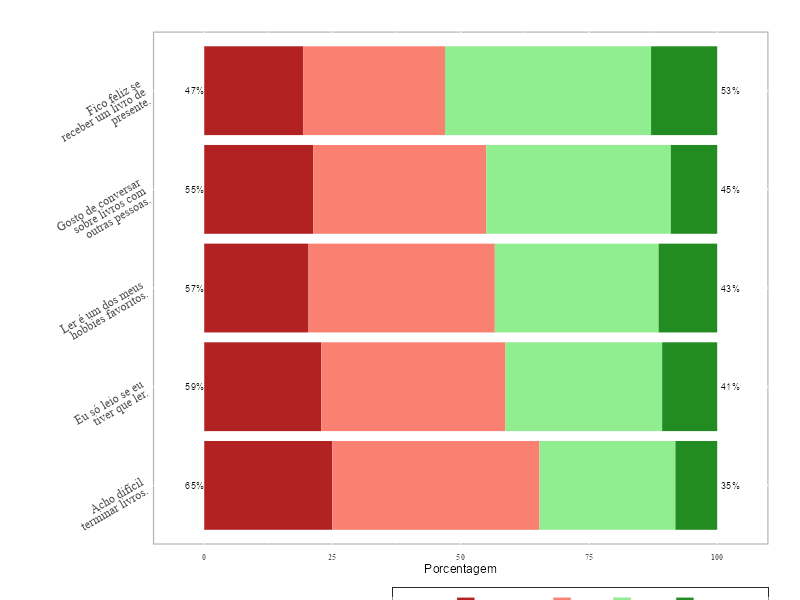 Fico feliz se
receber um livro de
presente.
47%
53%
Gosto de conversar
sobre livros com
outras pessoas.
55%
45%
Ler é um dos meus
hobbies favoritos.
57%
43%
Eu só leio se eu
tiver que ler.
59%
41%
Acho difícil
terminar livros.
65%
35%
0
25
50
75
100
Porcentagem